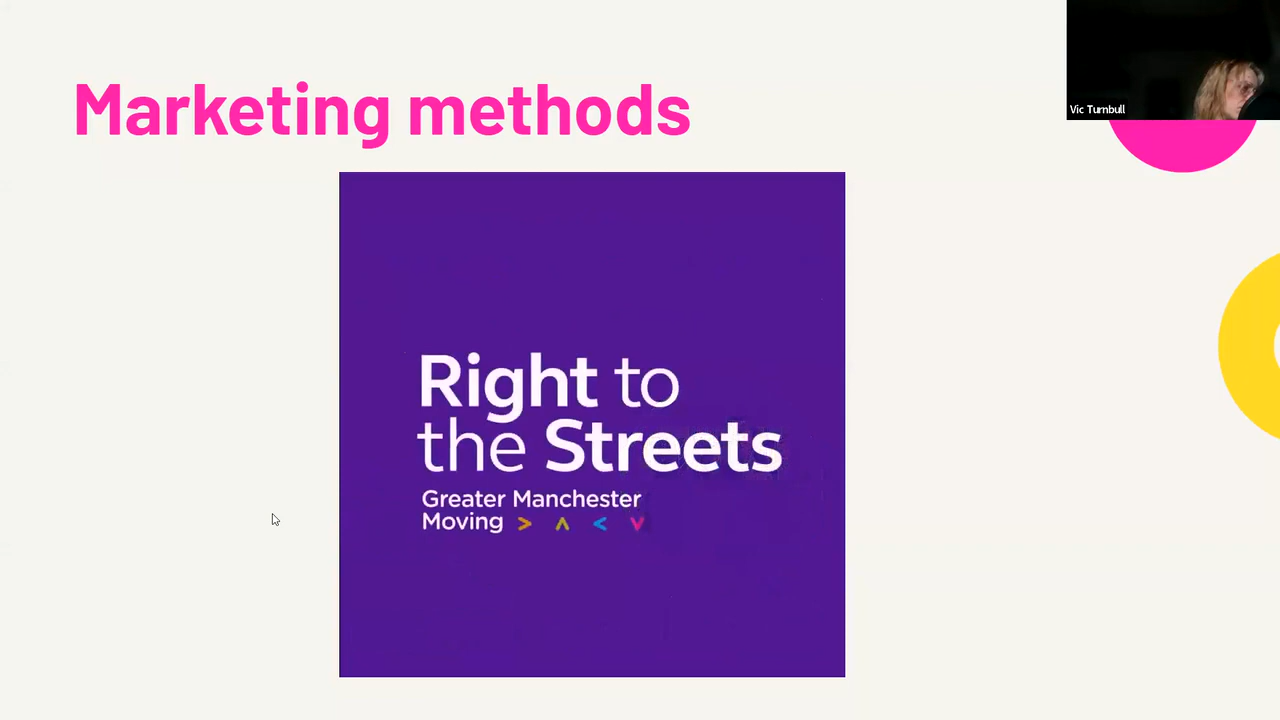 Marketing methods
Vic Turnbull
Right to
the Streets
Greater Manchester
Moving > ʌ < v